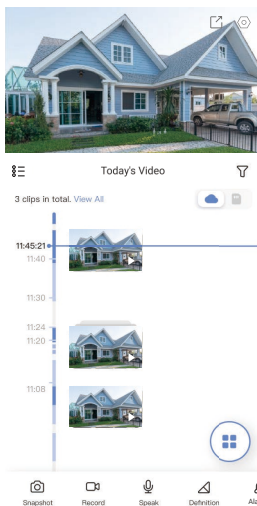 Today's Video
3 clips in total. View All
11:45:21
11:40
11:30
11:24
11:20
11:08
Snapshot
Record
Speak
Definition
Ala